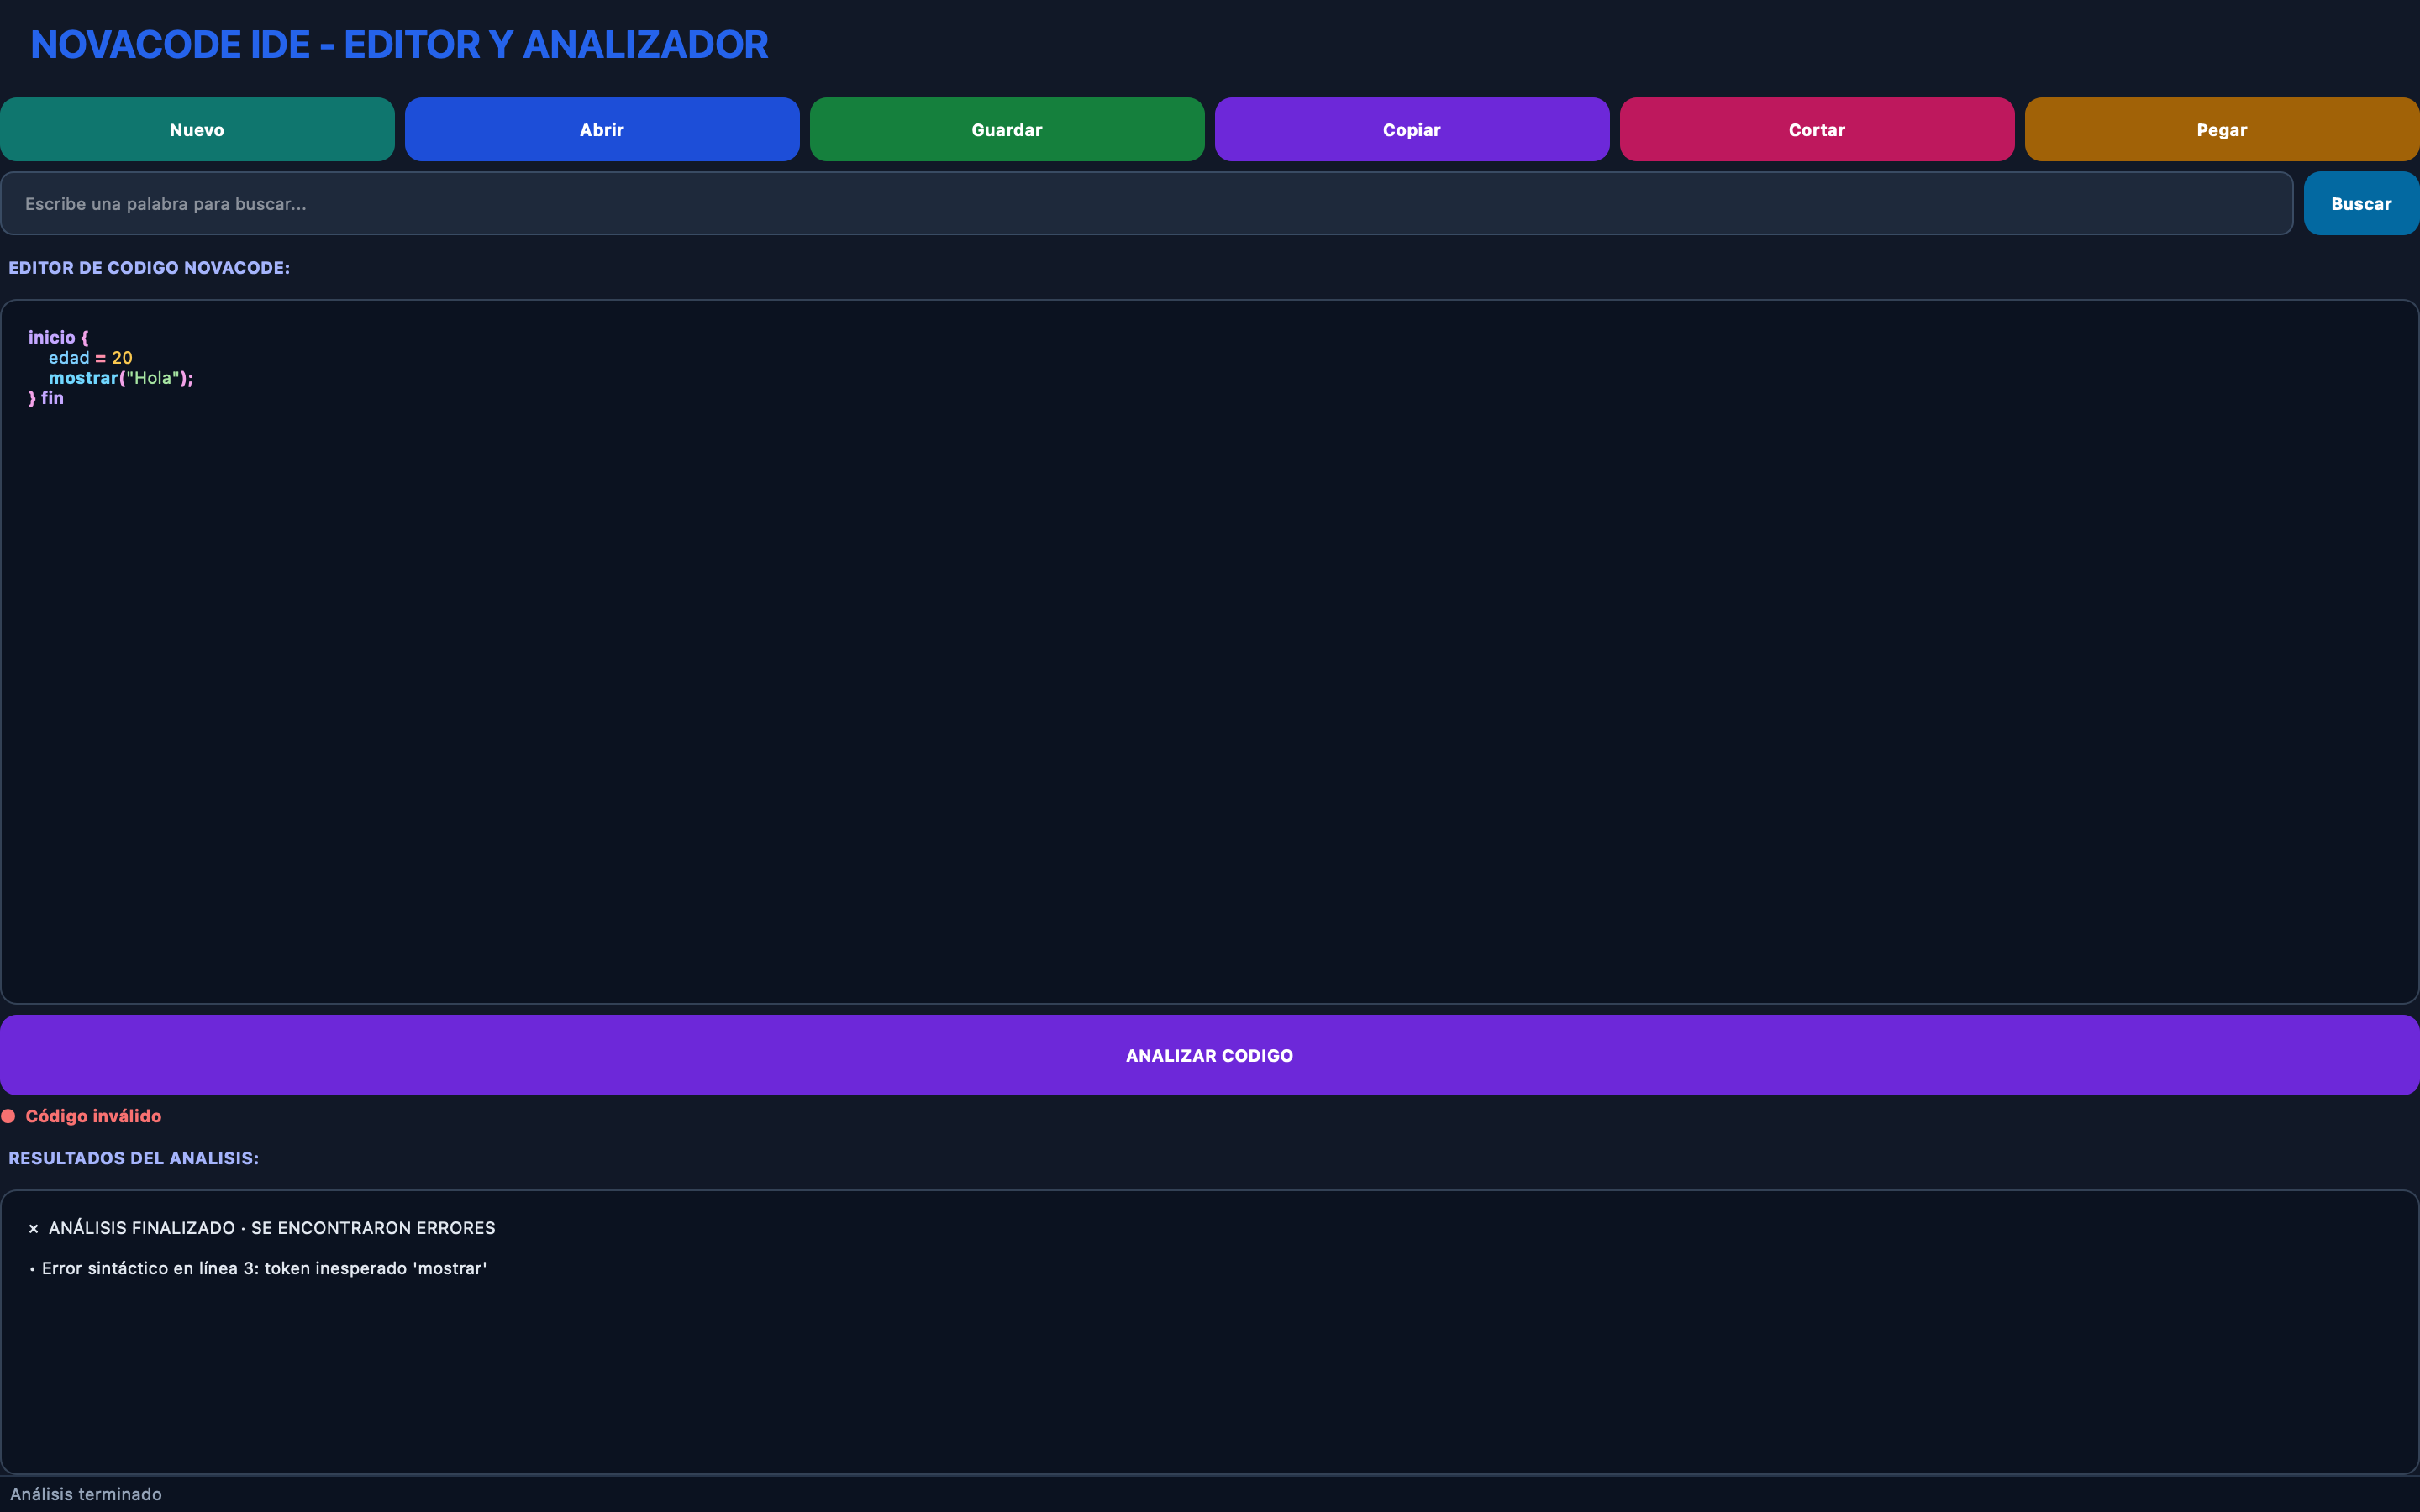 NOVACODE IDE - EDITOR Y ANALIZADOR
Nuevo
Abrir
Guardar
Copiar
Cortar
Pegar
Escribe una palabra para buscar...
Buscar
EDITOR DE CODIGO NOVACODE:
inicio {
    edad = 20
    mostrar("Hola");
} fin
ANALIZAR CODIGO
Código inválido
RESULTADOS DEL ANALISIS:
× ANÁLISIS FINALIZADO · SE ENCONTRARON ERRORES
• Error sintáctico en línea 3: token inesperado 'mostrar'
Análisis terminado